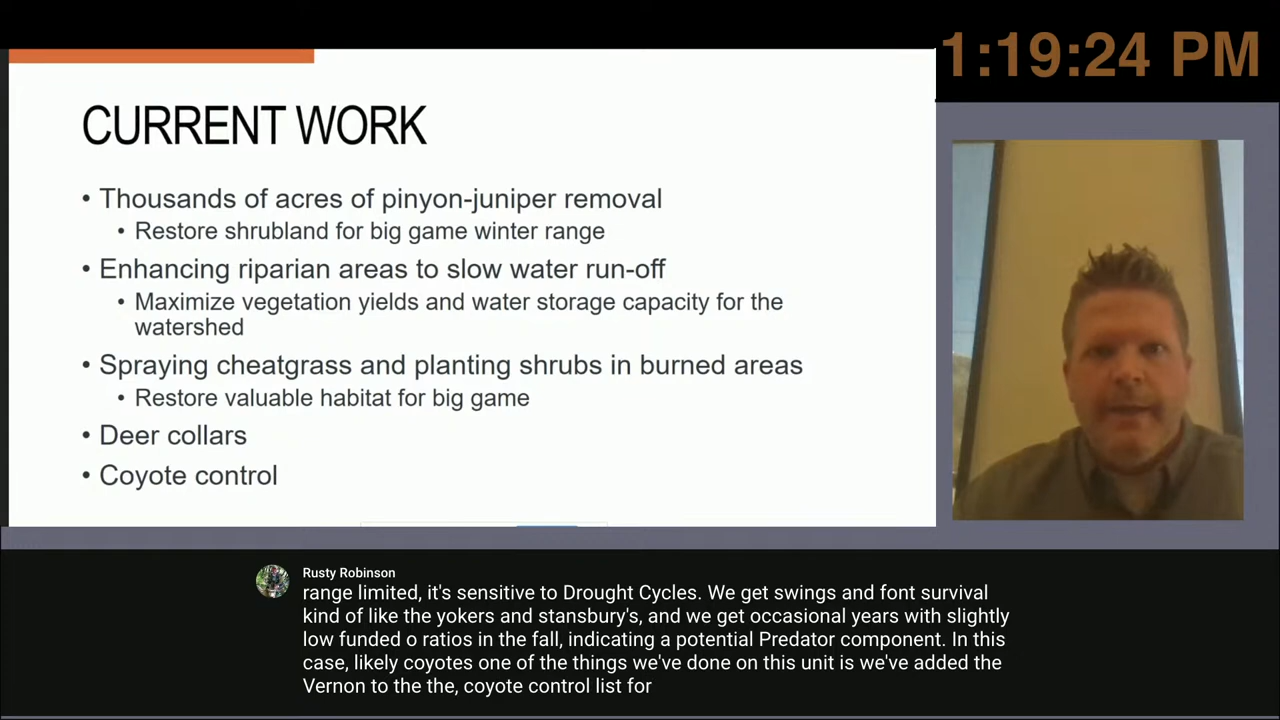 1:19:24 PM
CURRENT WORK
• Thousands of acres of pinyon-juniper removal
• Restore shrubland for big game winter range
• Enhancing riparian areas to slow water run-off
• Maximize vegetation yields and water storage capacity for the
watershed
• Spraying cheatgrass and planting shrubs in burned areas
• Restore valuable habitat for big game
• Deer collars
• Coyote control
Rusty Robinson
range limited, it's sensitive to Drought Cycles. We get swings and font survival
kind of like the yokers and stansbury's, and we get occasional years with slightly
low funded o ratios in the fall, indicating a potential Predator component. In this
case, likely coyotes one of the things we've done on this unit is we've added the
Vernon to the the, coyote control list for